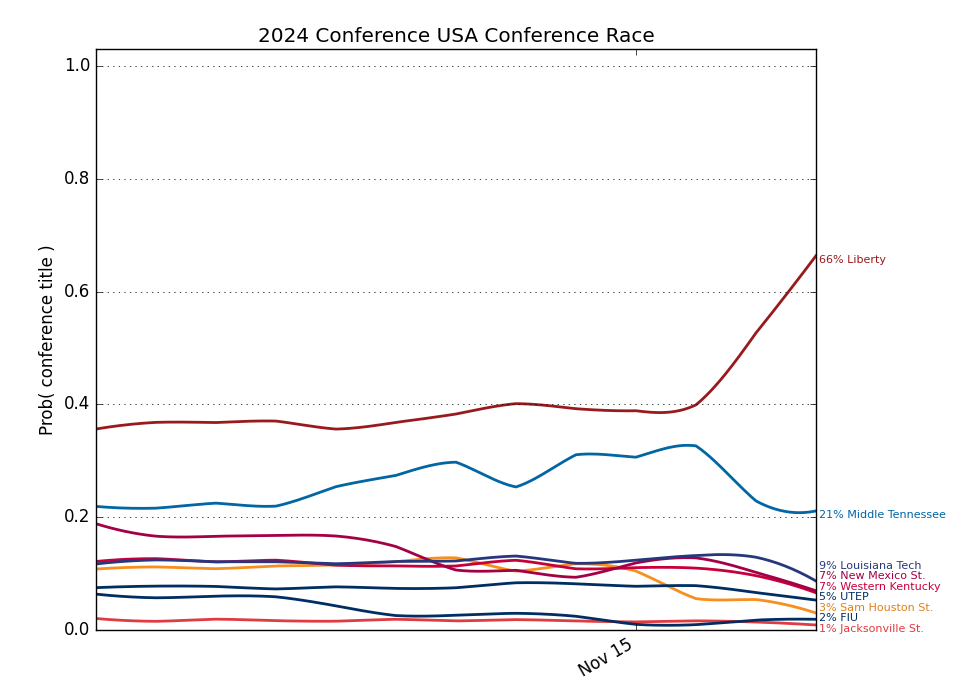 2024 Conference USA Conference Race
1.0
0.8
0.6
0.4
0.2
0.0
Prob( conference title )
66% Liberty
21% Middle Tennessee
9% Louisiana Tech
7% New Mexico St.
7% Western Kentucky
5% UTEP
3% Sam Houston St.
2% FIU
1% Jacksonville St.
Nov 15